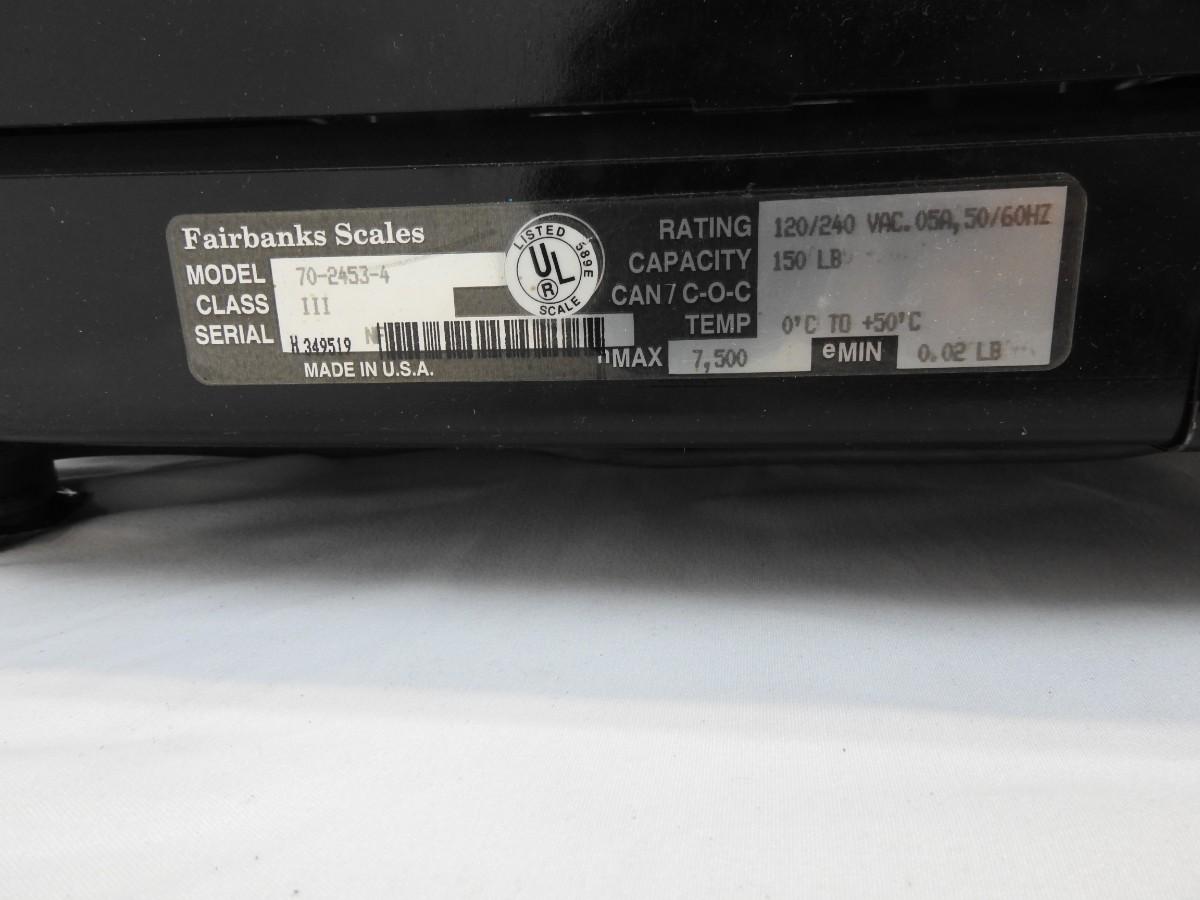 Fairbanks Scales
MODEL 70-2453-4
CLASS III
SERIAL H 349519
MADE IN U.S.A.
LISTED 589E
UL
R
SCALE
RATING 120/240 VAC.05A,50/60HZ
CAPACITY 150 LB
CAN / C-O-C
TEMP 0'C TO +50'C
nMAX 7,500 eMIN 0.02 LB